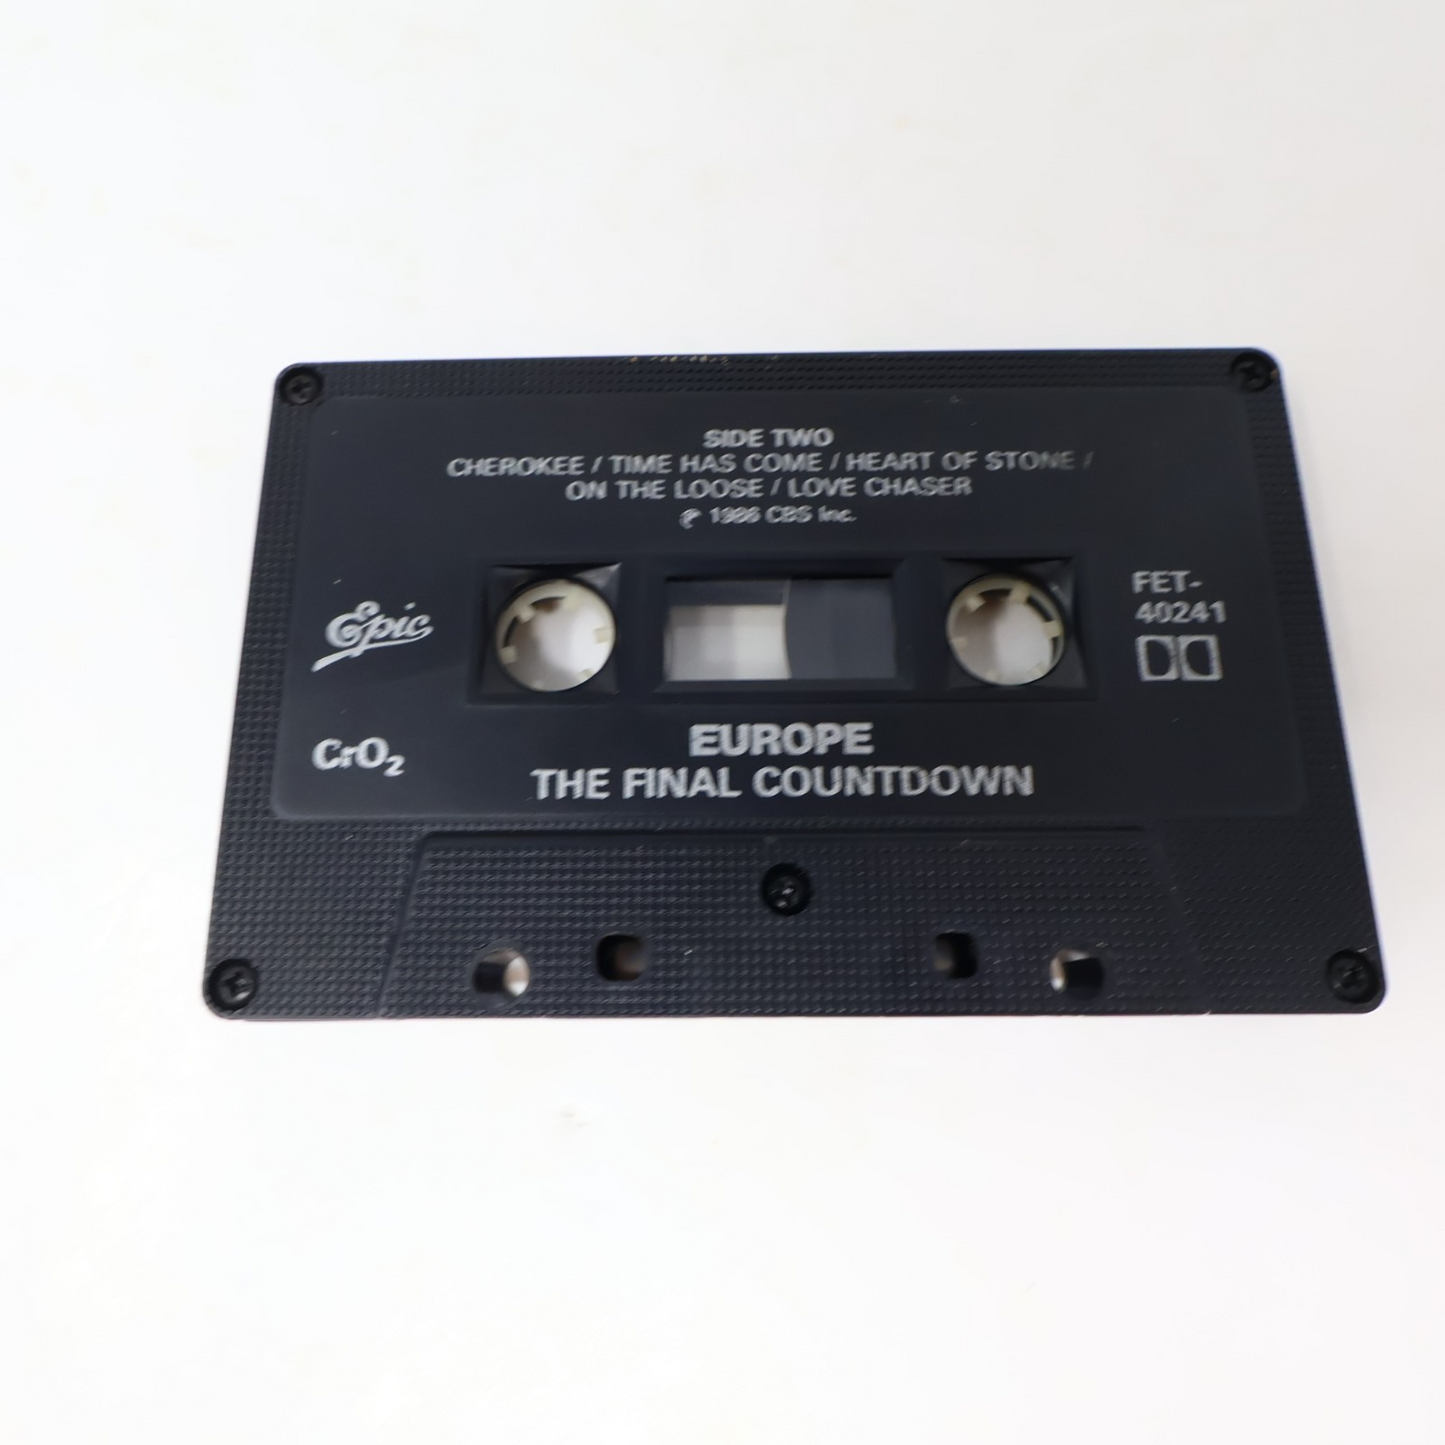 SIDE TWO
CHEROKEE / TIME HAS COME / HEART OF STONE /
ON THE LOOSE / LOVE CHASER
℗ 1986 CBS Inc.
FET-
40241
Epic
EUROPE
CrO₂
THE FINAL COUNTDOWN